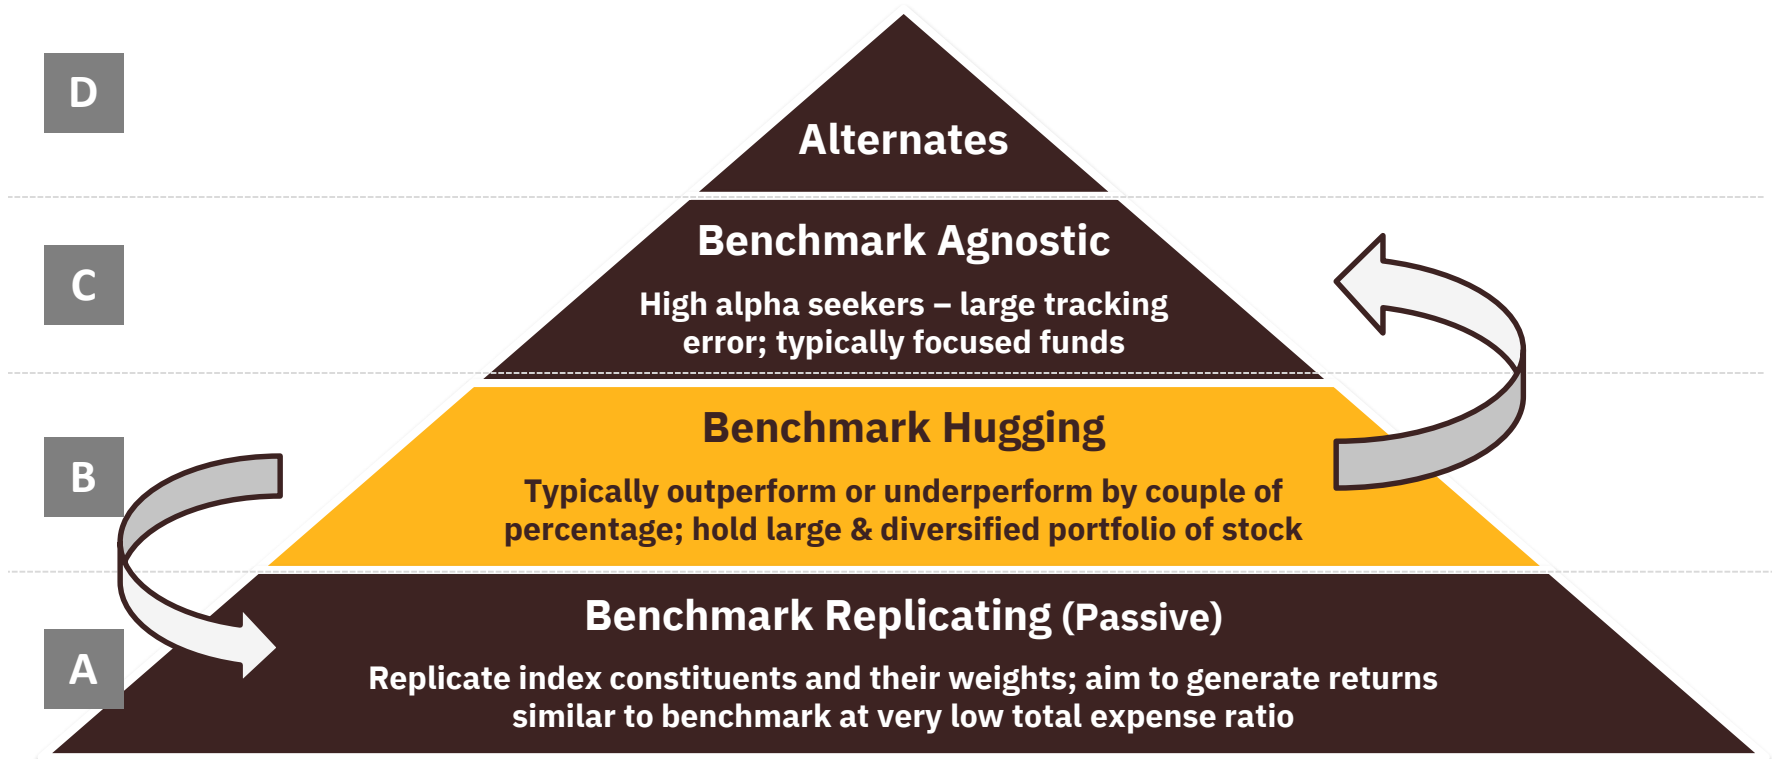 D
Alternates
C
Benchmark Agnostic
High alpha seekers – large tracking
error; typically focused funds
B
Benchmark Hugging
Typically outperform or underperform by couple of
percentage; hold large & diversified portfolio of stock
A
Benchmark Replicating (Passive)
Replicate index constituents and their weights; aim to generate returns
similar to benchmark at very low total expense ratio